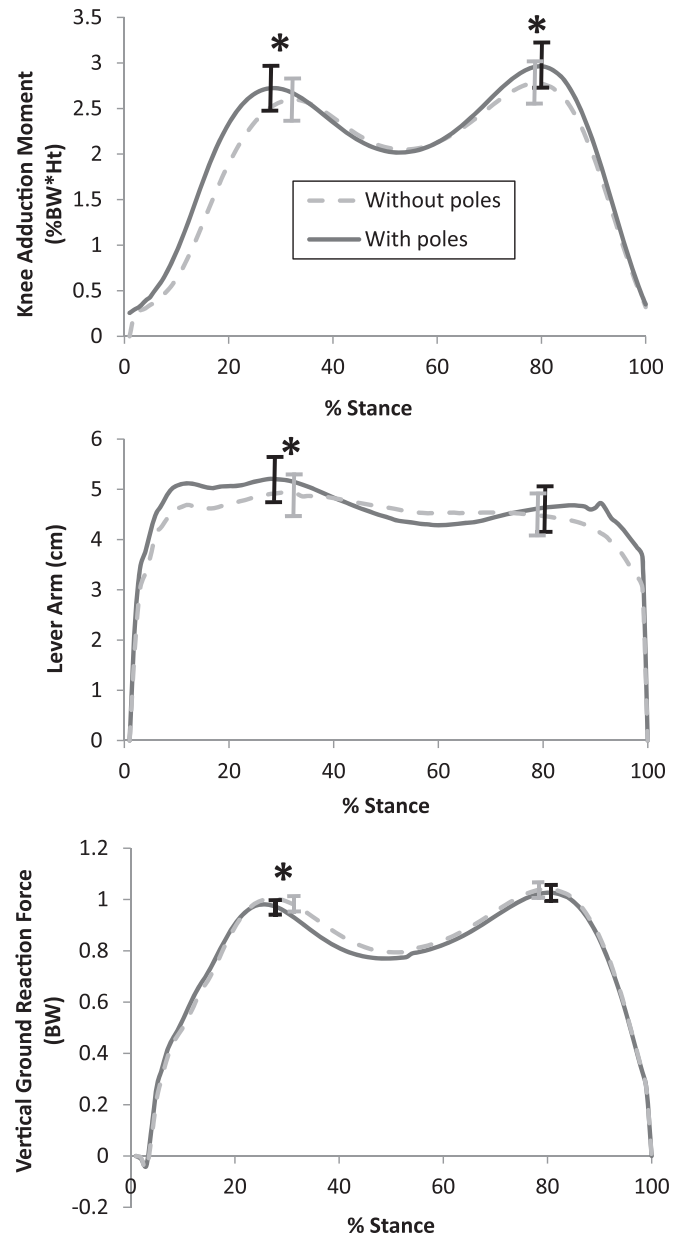 3.5
*
*
3
2.5
2
1.5
1
0.5
0
Knee Adduction Moment
(%BW*Ht)
Without poles
With poles
0 20 40 60 80 100
% Stance
6
*
5
4
3
2
1
0
Lever Arm (cm)
0 20 40 60 80 100
% Stance
1.2
*
1
0.8
0.6
0.4
0.2
0
-0.2
Vertical Ground Reaction Force
(BW)
0 20 40 60 80 100
% Stance